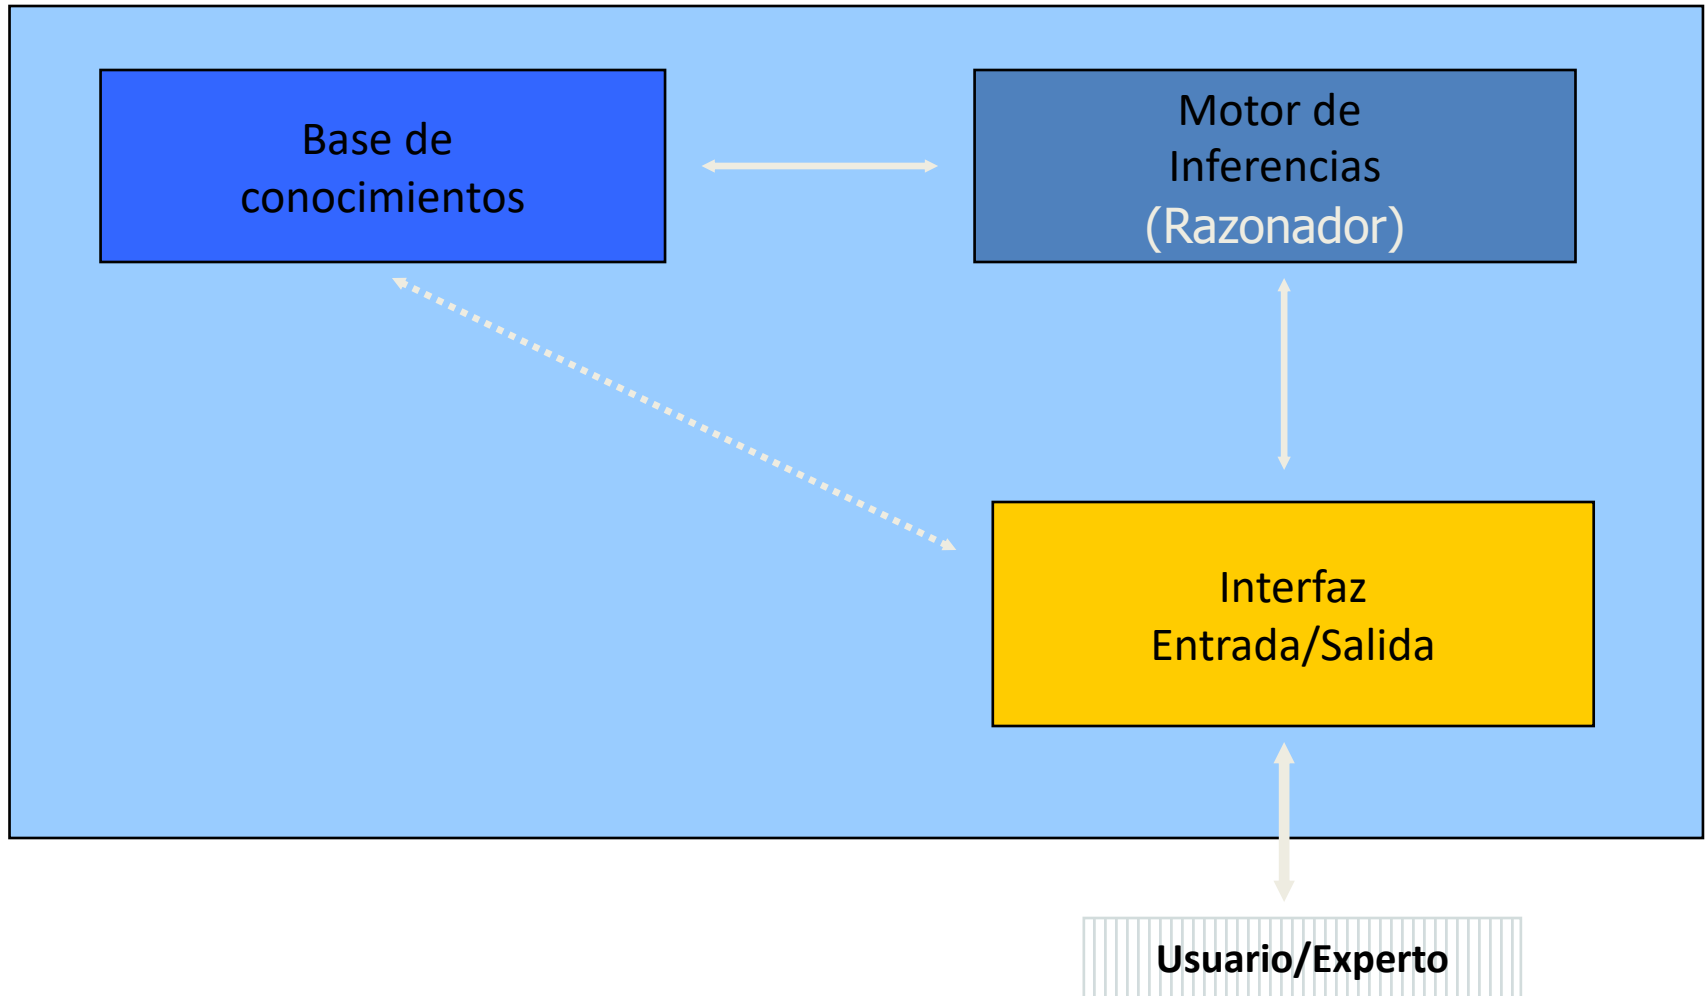 Base de
conocimientos
Motor de
Inferencias
(Razonador)
Interfaz
Entrada/Salida
Usuario/Experto